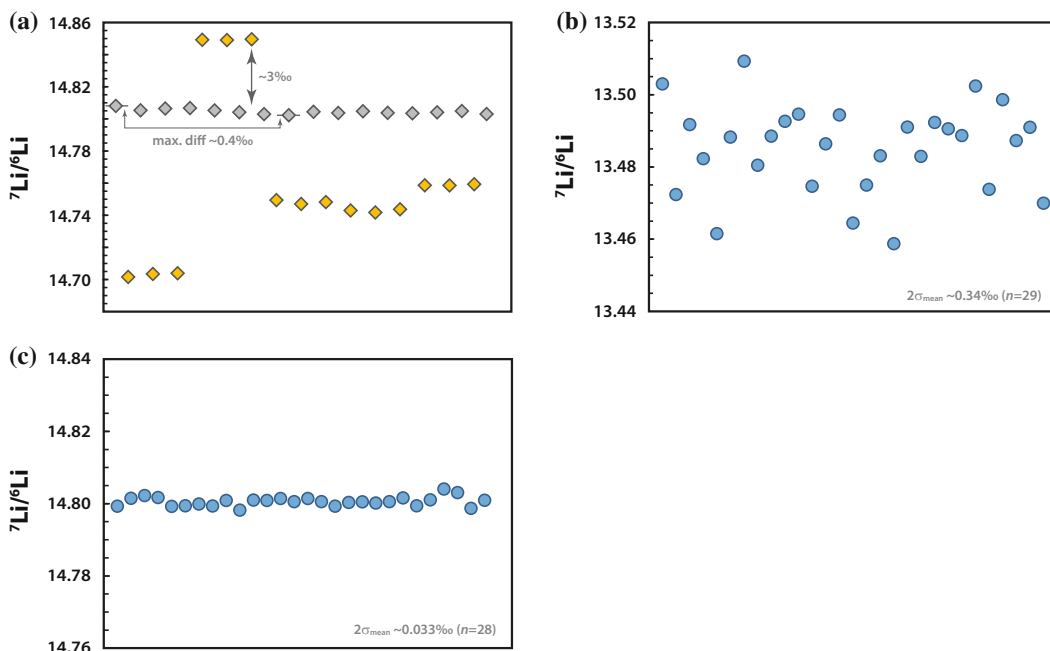 (a)
⁷Li/⁶Li
14.86
14.82
14.78
14.74
14.70
~3‰
max. diff ~0.4‰
(b)
⁷Li/⁶Li
13.52
13.50
13.48
13.46
13.44
2σmean ~0.34‰ (n=29)
(c)
⁷Li/⁶Li
14.84
14.82
14.80
14.78
14.76
2σmean ~0.033‰ (n=28)